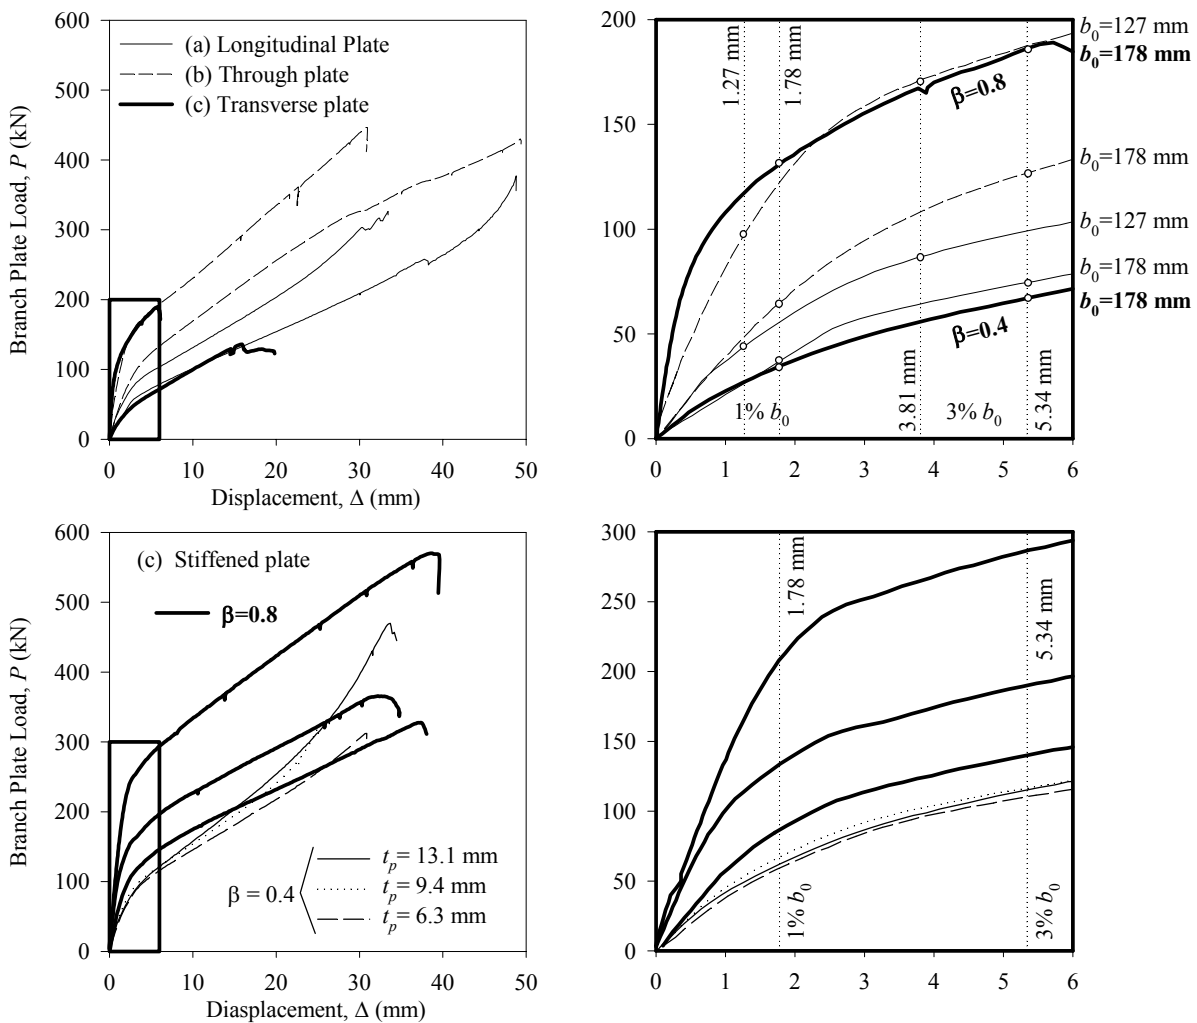 600
500
400
300
200
100
0
Branch Plate Load, P (kN)
(a) Longitudinal Plate
(b) Through plate
(c) Transverse plate
0 10 20 30 40 50
Displacement, Δ (mm)
200
150
100
50
0
1.27 mm
1.78 mm
3.81 mm
5.34 mm
1% b0
3% b0
β=0.8
β=0.4
b0=127 mm
b0=178 mm
b0=178 mm
b0=127 mm
b0=178 mm
b0=178 mm
0 1 2 3 4 5 6
600
500
400
300
200
100
0
Branch Plate Load, P (kN)
(c) Stiffened plate
β=0.8
β = 0.4
tp= 13.1 mm
tp= 9.4 mm
tp= 6.3 mm
0 10 20 30 40 50
Diasplacement, Δ (mm)
300
250
200
150
100
50
0
1.78 mm
5.34 mm
1% b0
3% b0
0 1 2 3 4 5 6